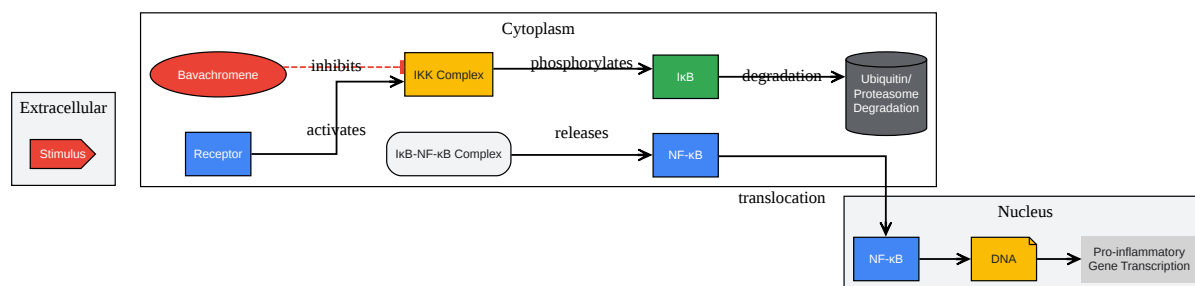 Cytoplasm
Bavachromene
inhibits
IKK Complex
phosphorylates
IκB
degradation
Ubiquitin/
Proteasome
Degradation
Extracellular
Stimulus
Receptor
activates
IκB-NF-κB Complex
releases
NF-κB
translocation
Nucleus
NF-κB
DNA
Pro-inflammatory
Gene Transcription